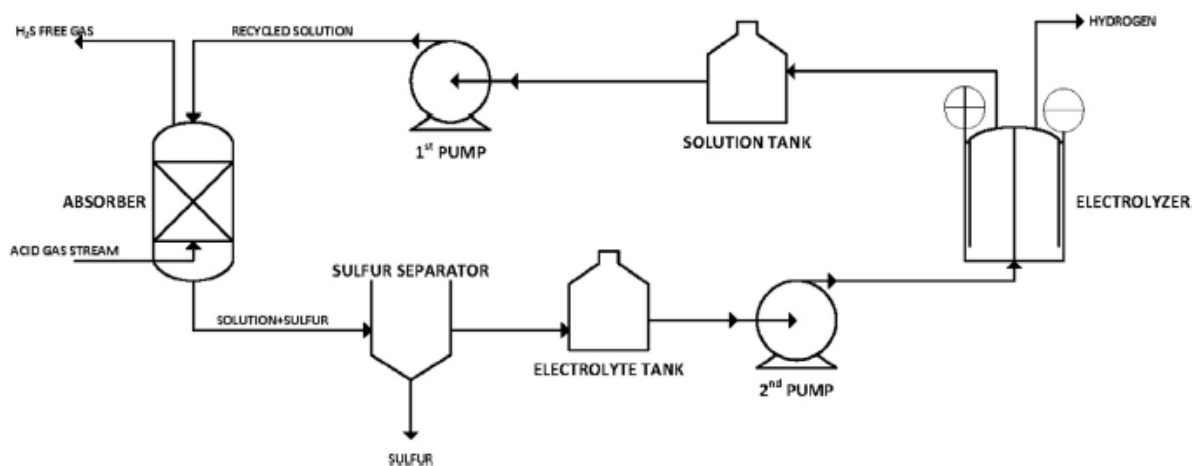 H₂S FREE GAS
RECYCLED SOLUTION
HYDROGEN
SOLUTION TANK
1st PUMP
ABSORBER
ELECTROLYZER
ACID GAS STREAM
SULFUR SEPARATOR
SOLUTION+SULFUR
ELECTROLYTE TANK
2nd PUMP
SULFUR